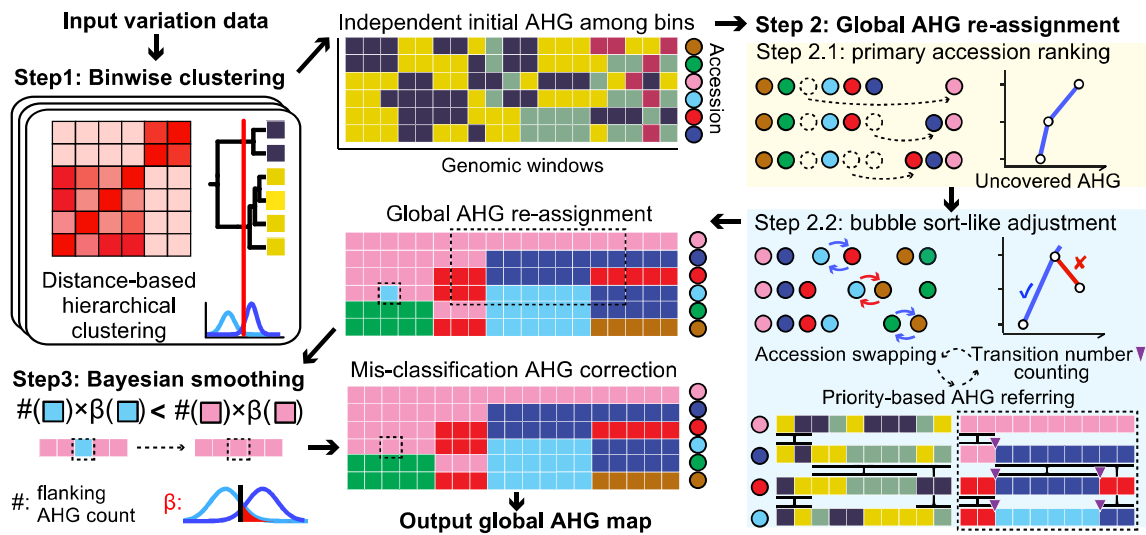 Input variation data
Step1: Binwise clustering
Distance-based
hierarchical
clustering
Independent initial AHG among bins
Accession
Genomic windows
Step 2: Global AHG re-assignment
Step 2.1: primary accession ranking
Uncovered AHG
Step 2.2: bubble sort-like adjustment
Accession swapping
Transition number
counting
Priority-based AHG referring
Global AHG re-assignment
Step3: Bayesian smoothing
#( )×β( ) < #( )×β( )
#: flanking
AHG count
β:
Mis-classification AHG correction
Output global AHG map